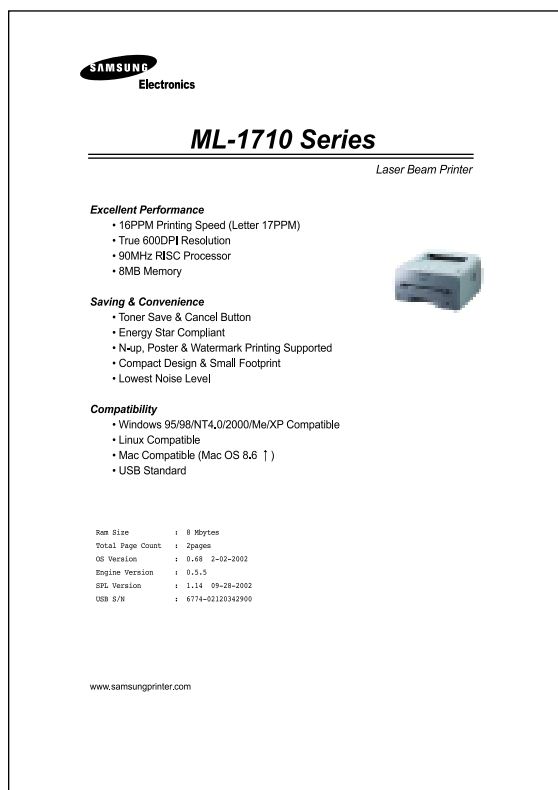 SAMSUNG
Electronics
ML-1710 Series
Laser Beam Printer
Excellent Performance
• 16PPM Printing Speed (Letter 17PPM)
• True 600DPI Resolution
• 90MHz RISC Processor
• 8MB Memory
Saving & Convenience
• Toner Save & Cancel Button
• Energy Star Compliant
• N-up, Poster & Watermark Printing Supported
• Compact Design & Small Footprint
• Lowest Noise Level
Compatibility
• Windows 95/98/NT4.0/2000/Me/XP Compatible
• Linux Compatible
• Mac Compatible (Mac OS 8.6 ↑ )
• USB Standard
Ram Size : 8 Mbytes
Total Page Count : 2pages
OS Version : 0.68 2-02-2002
Engine Version : 0.5.5
SPL Version : 1.14 09-28-2002
USB S/N : 6774-02120342900
www.samsungprinter.com